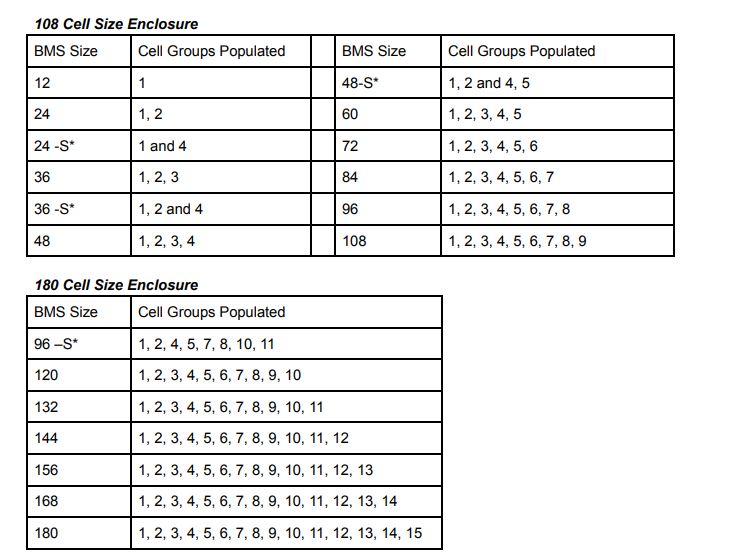 108 Cell Size Enclosure
BMS Size Cell Groups Populated BMS Size Cell Groups Populated
12 1 48-S* 1, 2 and 4, 5
24 1, 2 60 1, 2, 3, 4, 5
24 -S* 1 and 4 72 1, 2, 3, 4, 5, 6
36 1, 2, 3 84 1, 2, 3, 4, 5, 6, 7
36 -S* 1, 2 and 4 96 1, 2, 3, 4, 5, 6, 7, 8
48 1, 2, 3, 4 108 1, 2, 3, 4, 5, 6, 7, 8, 9
180 Cell Size Enclosure
BMS Size Cell Groups Populated
96 –S* 1, 2, 4, 5, 7, 8, 10, 11
120 1, 2, 3, 4, 5, 6, 7, 8, 9, 10
132 1, 2, 3, 4, 5, 6, 7, 8, 9, 10, 11
144 1, 2, 3, 4, 5, 6, 7, 8, 9, 10, 11, 12
156 1, 2, 3, 4, 5, 6, 7, 8, 9, 10, 11, 12, 13
168 1, 2, 3, 4, 5, 6, 7, 8, 9, 10, 11, 12, 13, 14
180 1, 2, 3, 4, 5, 6, 7, 8, 9, 10, 11, 12, 13, 14, 15